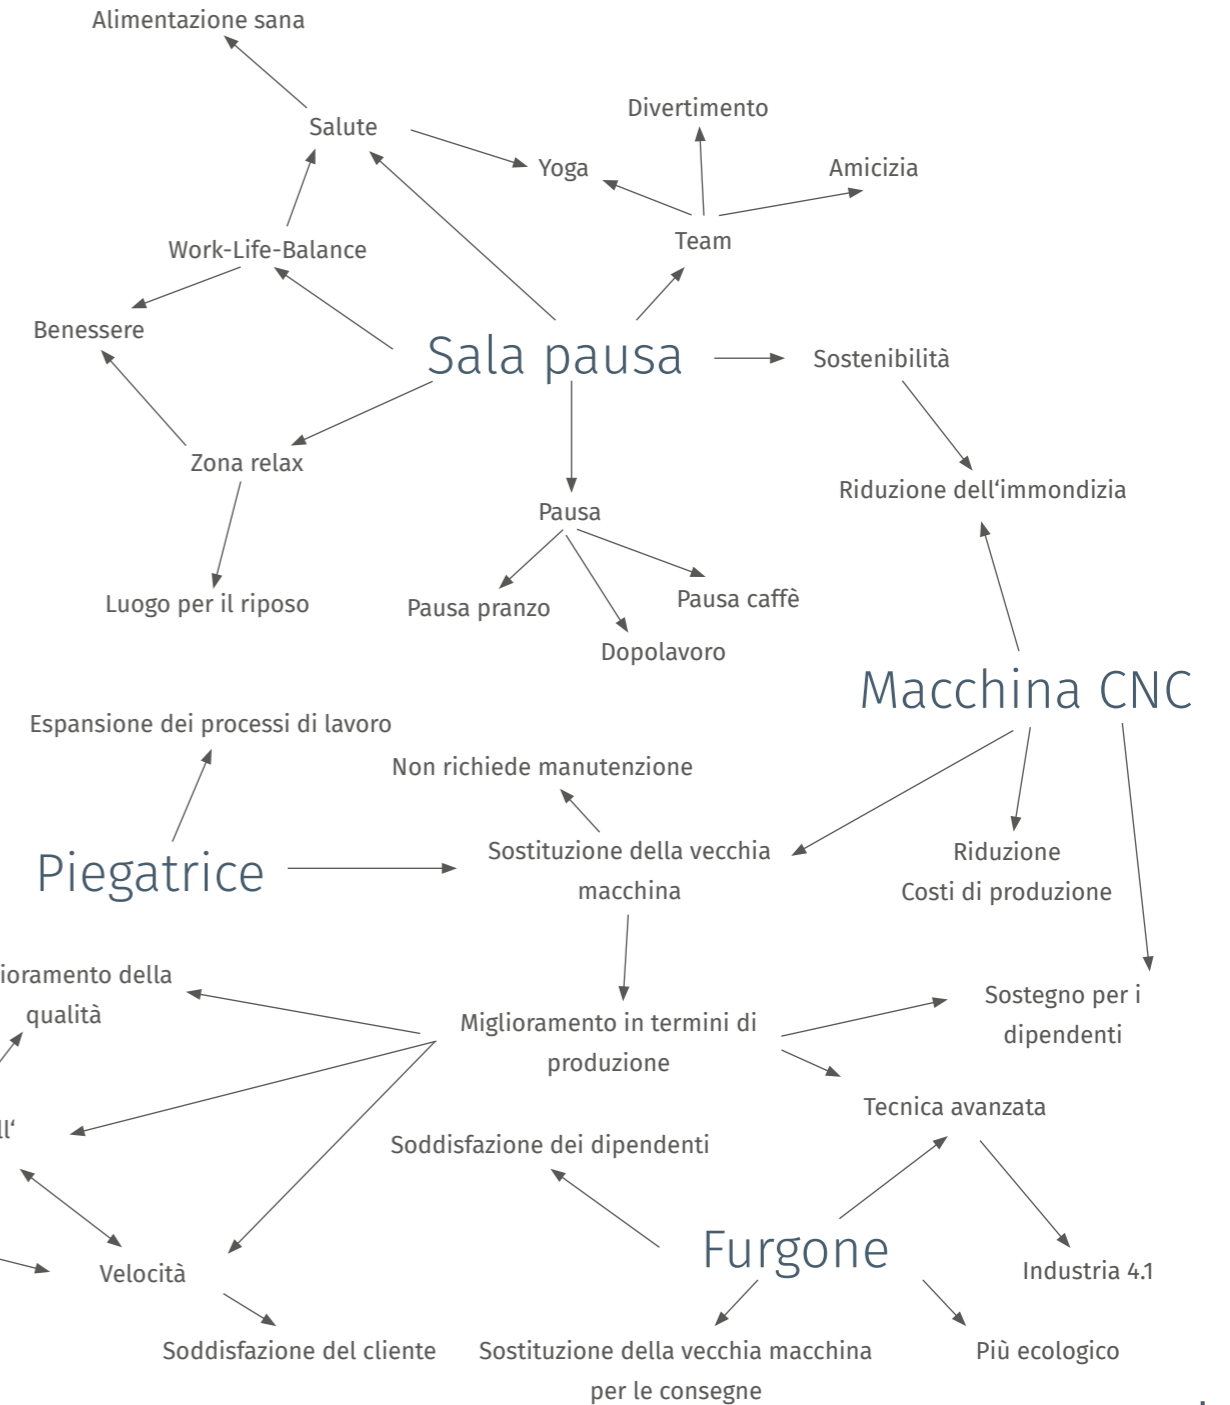 Alimentazione sana
Divertimento
Salute
Yoga
Amicizia
Team
Work-Life-Balance
Benessere
Sala pausa
Sostenibilità
Zona relax
Riduzione dell‘immondizia
Pausa
Luogo per il riposo
Pausa pranzo
Pausa caffè
Dopolavoro
Macchina CNC
Espansione dei processi di lavoro
Non richiede manutenzione
Piegatrice
Sostituzione della vecchia
macchina
Riduzione
Costi di produzione
ioramento della
qualità
Miglioramento in termini di
produzione
Sostegno per i
dipendenti
Tecnica avanzata
Soddisfazione dei dipendenti
Furgone
Velocità
Industria 4.1
Soddisfazione del cliente
Sostituzione della vecchia macchina
per le consegne
Più ecologico